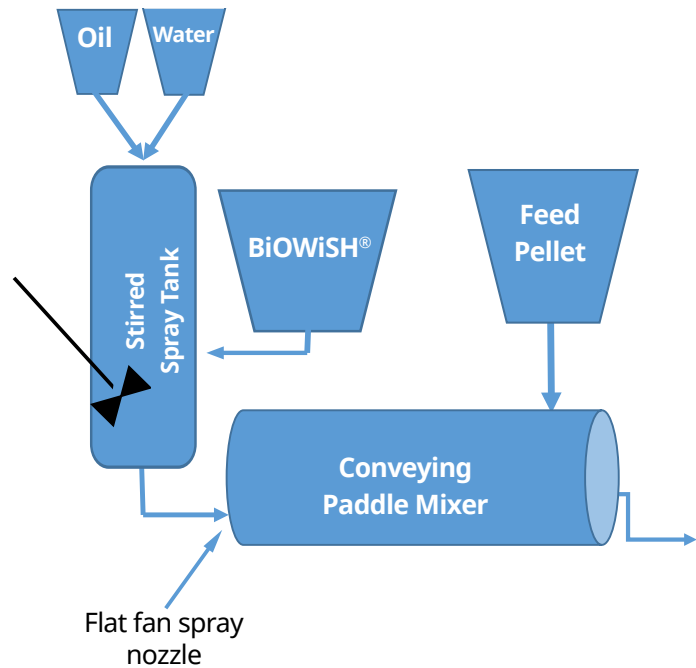 Oil
Water
BiOWiSH®
Feed
Pellet
Stirred
Spray Tank
Conveying
Paddle Mixer
Flat fan spray
nozzle